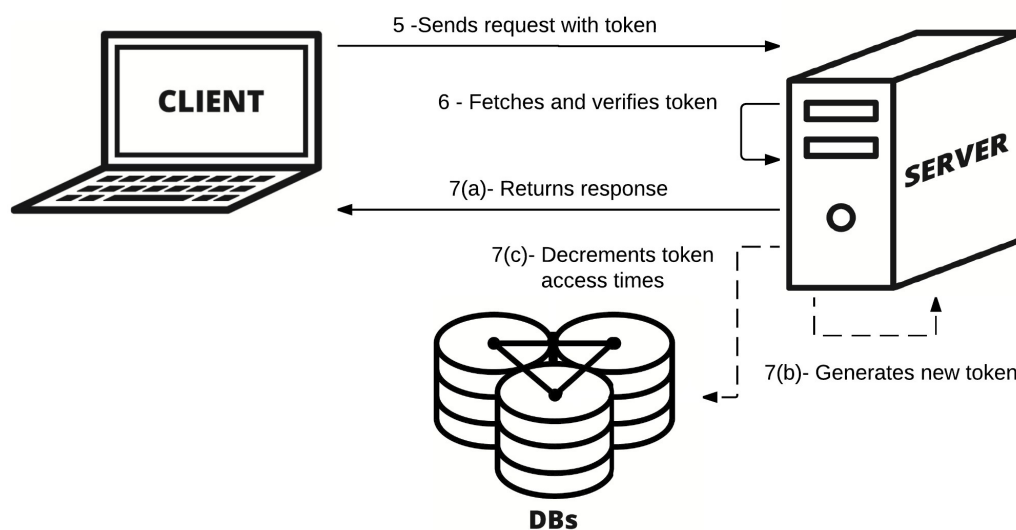 5 -Sends request with token
CLIENT
6 - Fetches and verifies token
SERVER
7(a)- Returns response
7(c)- Decrements token
access times
7(b)- Generates new token
DBs